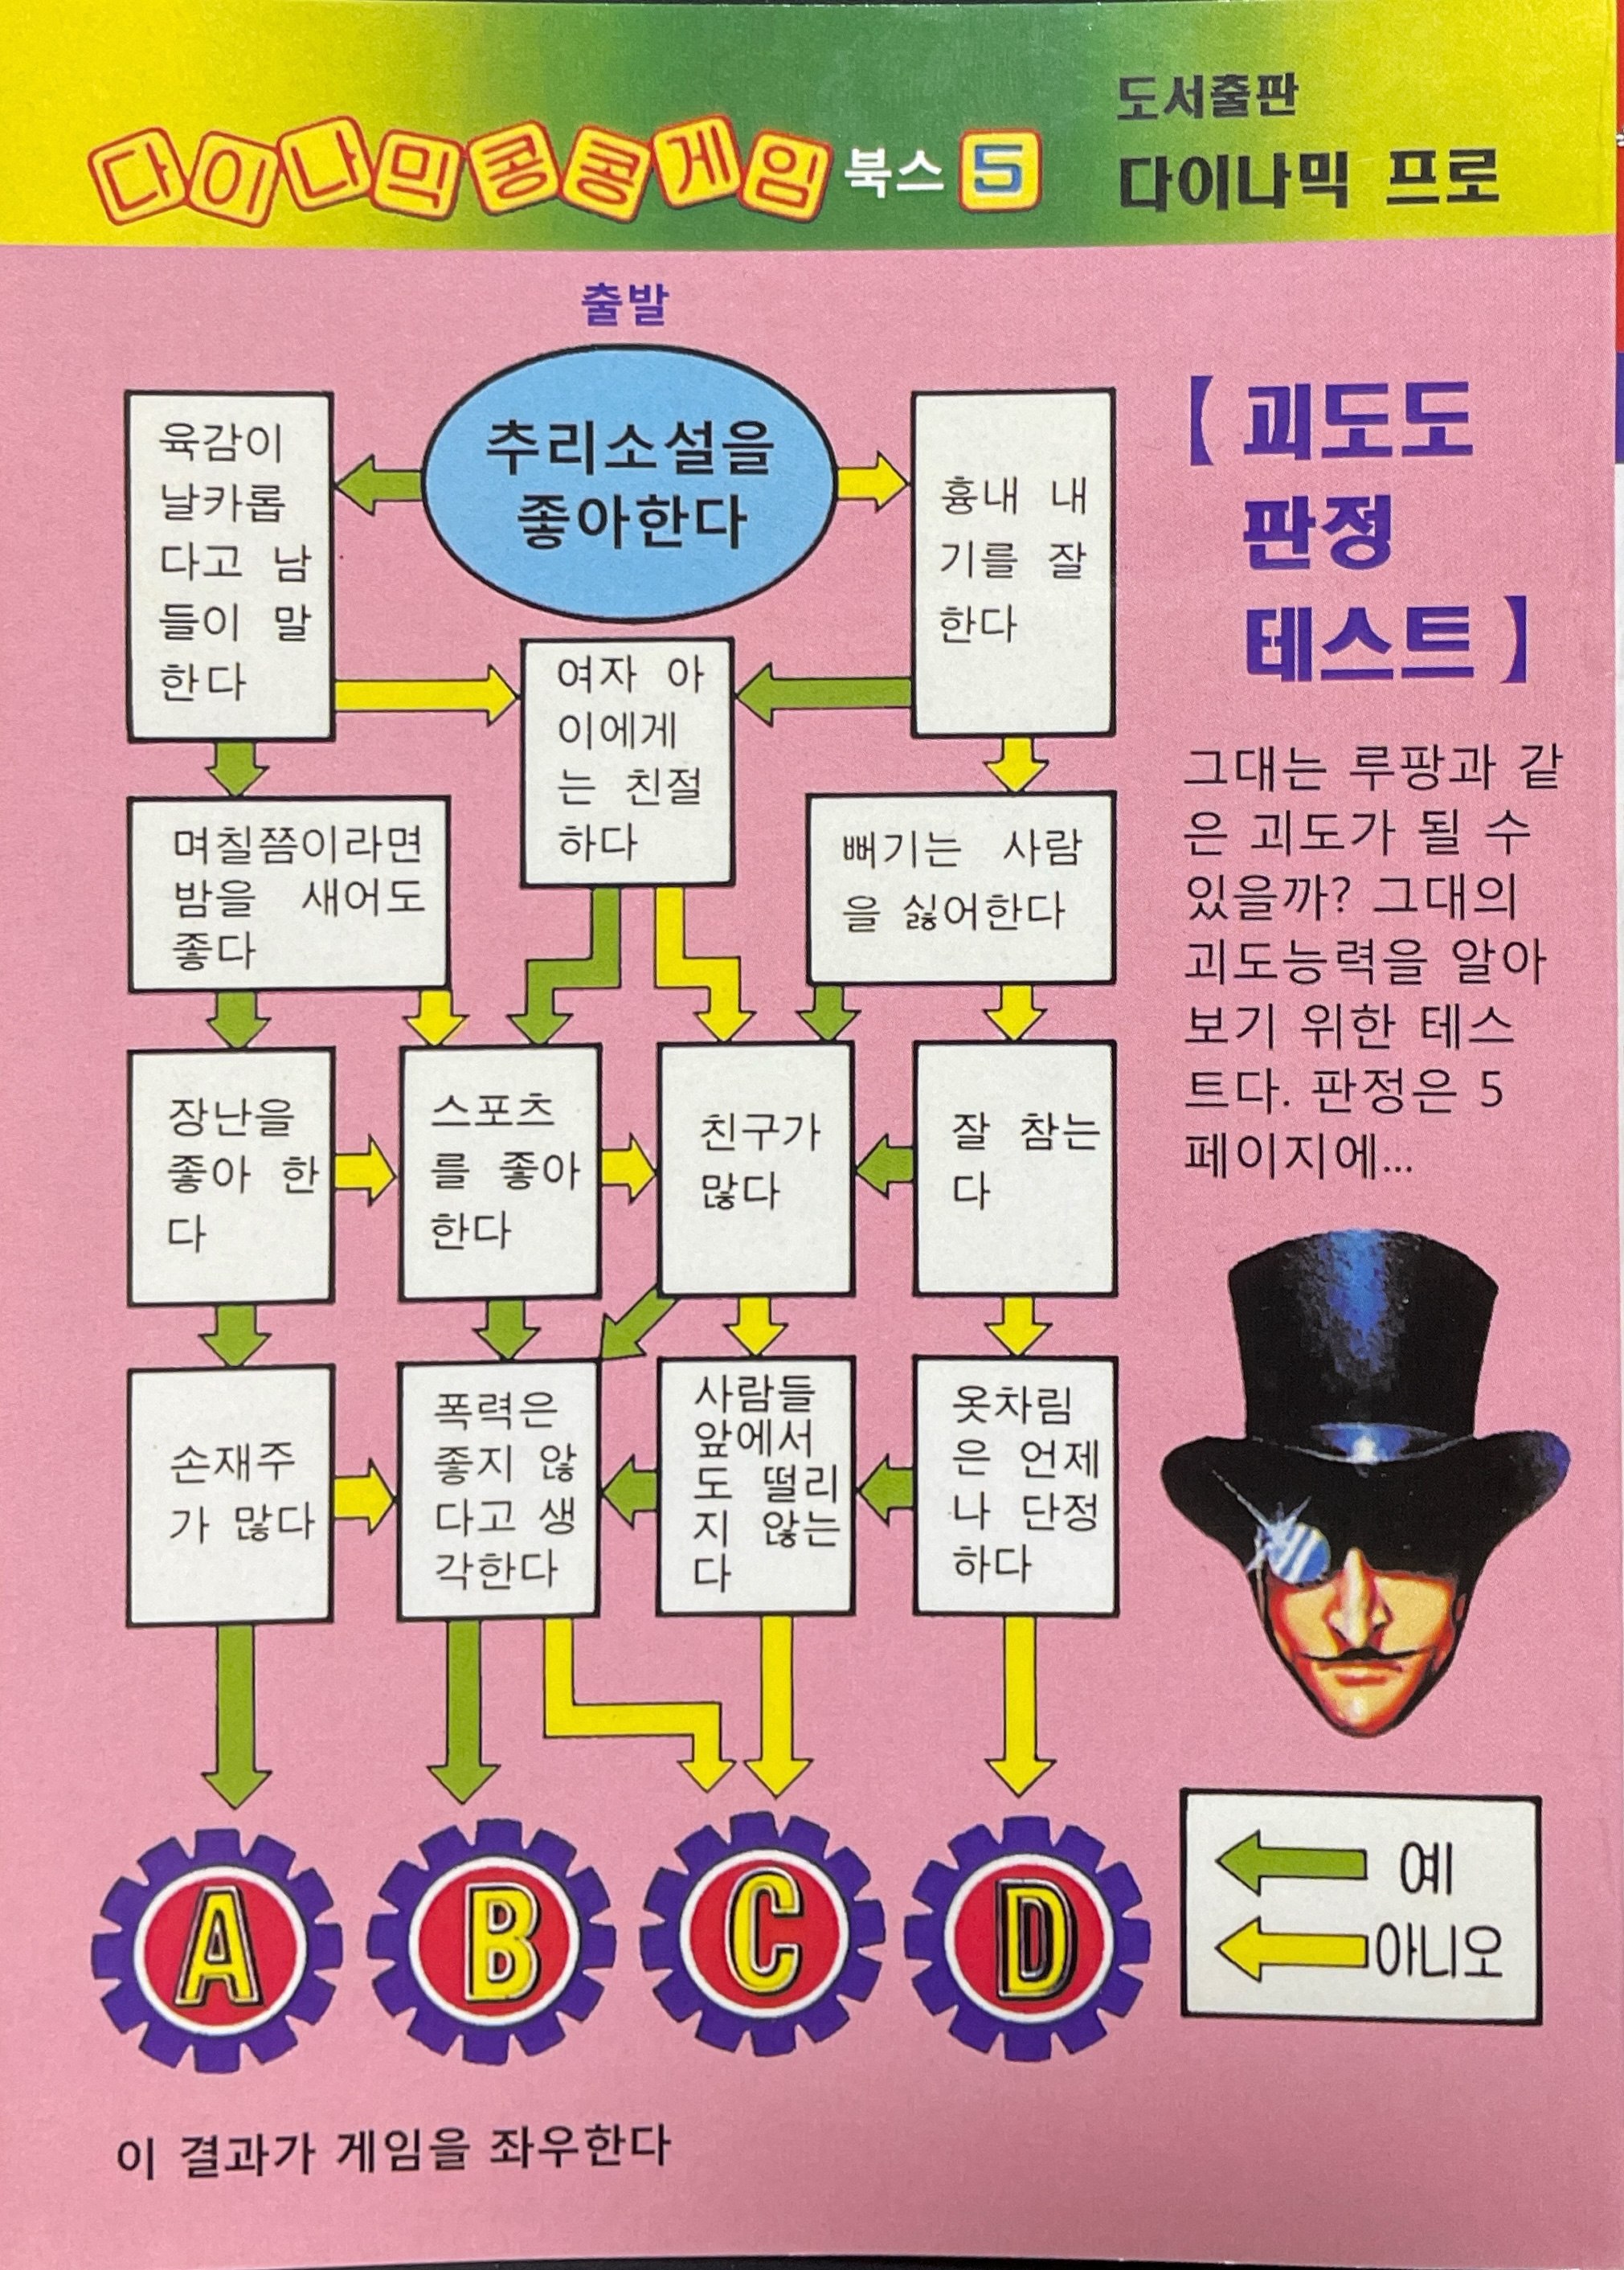 도서출판
다이나믹콩콩게임 북스 5
다이나믹 프로
출발
추리소설을
좋아한다
육감이
날카롭
다고 남
들이 말
한다
흉내 내
기를 잘
한다
여자 아
이에게
는 친절
하다
며칠쯤이라면
밤을 새어도
좋다
뻐기는 사람
을 싫어한다
장난을
좋아 한
다
스포츠
를 좋아
한다
친구가
많다
잘 참는
다
손재주
가 많다
폭력은
좋지 않
다고 생
각한다
사람들
앞에서
도 떨리
지 않는
다
옷차림
은 언제
나 단정
하다
A
B
C
D
【 괴도도
판정
테스트 】
그대는 루팡과 같
은 괴도가 될 수
있을까? 그대의
괴도능력을 알아
보기 위한 테스
트다. 판정은 5
페이지에...
예
아니오
이 결과가 게임을 좌우한다